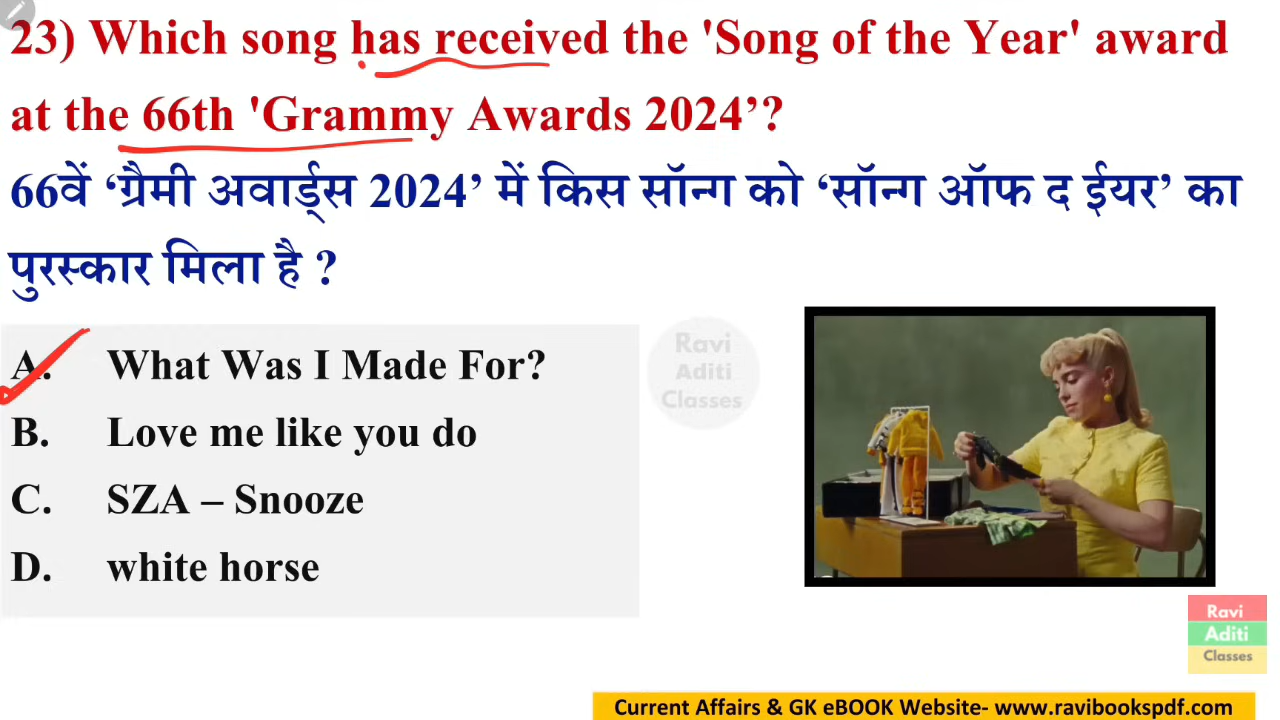 23) Which song has received the 'Song of the Year' award
at the 66th 'Grammy Awards 2024’?
66वें ‘ग्रैमी अवार्ड्स 2024’ में किस सॉन्ग को ‘सॉन्ग ऑफ द ईयर’ का
पुरस्कार मिला है ?
A. What Was I Made For?
B. Love me like you do
C. SZA – Snooze
D. white horse
Ravi
Aditi
Classes
Ravi
Aditi
Classes
Current Affairs & GK eBOOK Website- www.ravibookspdf.com